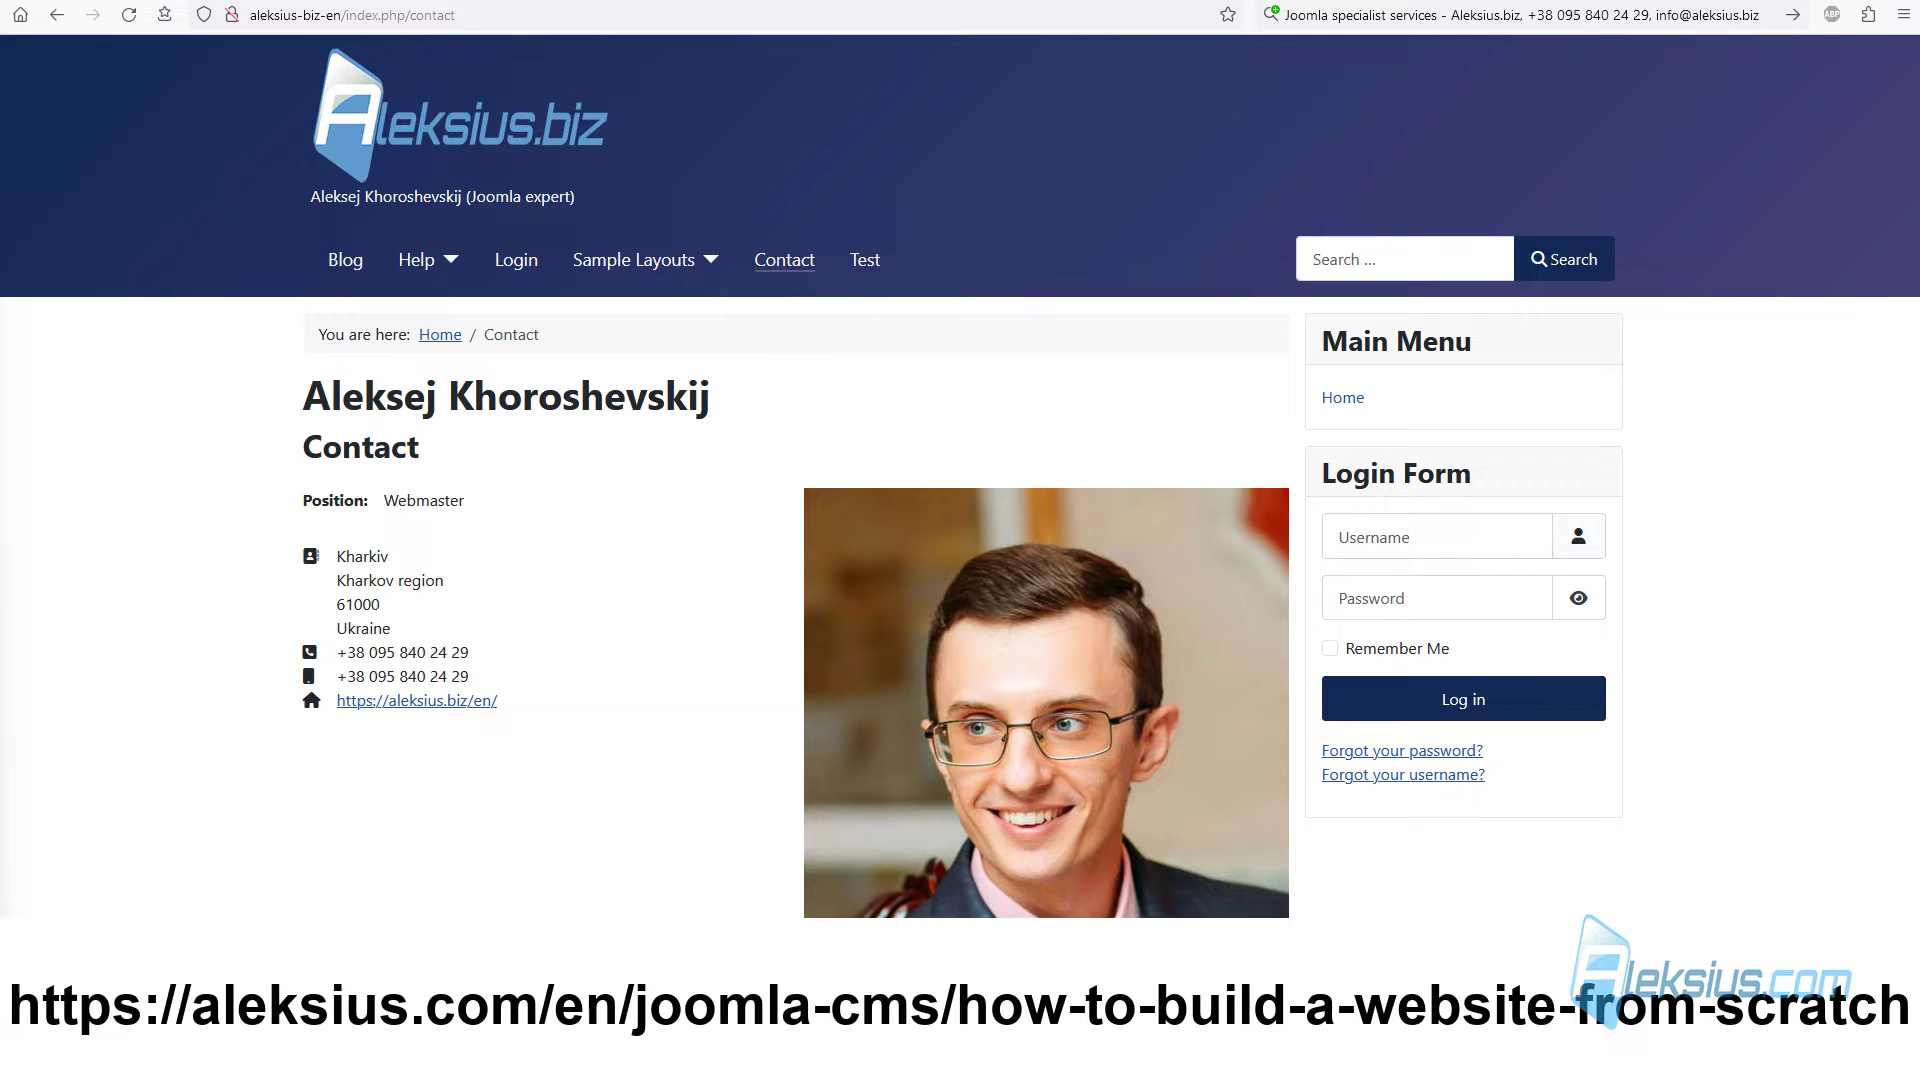 aleksius-biz-en/index.php/contact
Joomla specialist services - Aleksius.biz, +38 095 840 24 29, info@aleksius.biz
ABP
Aleksius.biz
Aleksej Khoroshevskij (Joomla expert)
Blog
Help
Login
Sample Layouts
Contact
Test
Search ...
Search
You are here: Home / Contact
Aleksej Khoroshevskij
Contact
Position: Webmaster
Kharkiv
Kharkov region
61000
Ukraine
+38 095 840 24 29
+38 095 840 24 29
https://aleksius.biz/en/
Main Menu
Home
Login Form
Username
Password
Remember Me
Log in
Forgot your password?
Forgot your username?
Aleksius.com
https://aleksius.com/en/joomla-cms/how-to-build-a-website-from-scratch